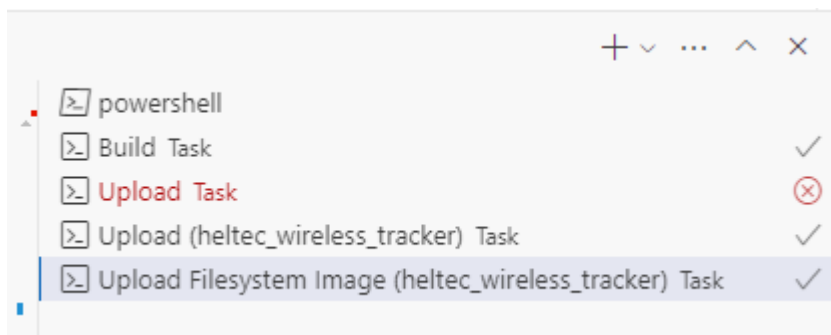 powershell
Build Task
Upload Task
Upload (heltec_wireless_tracker) Task
Upload Filesystem Image (heltec_wireless_tracker) Task